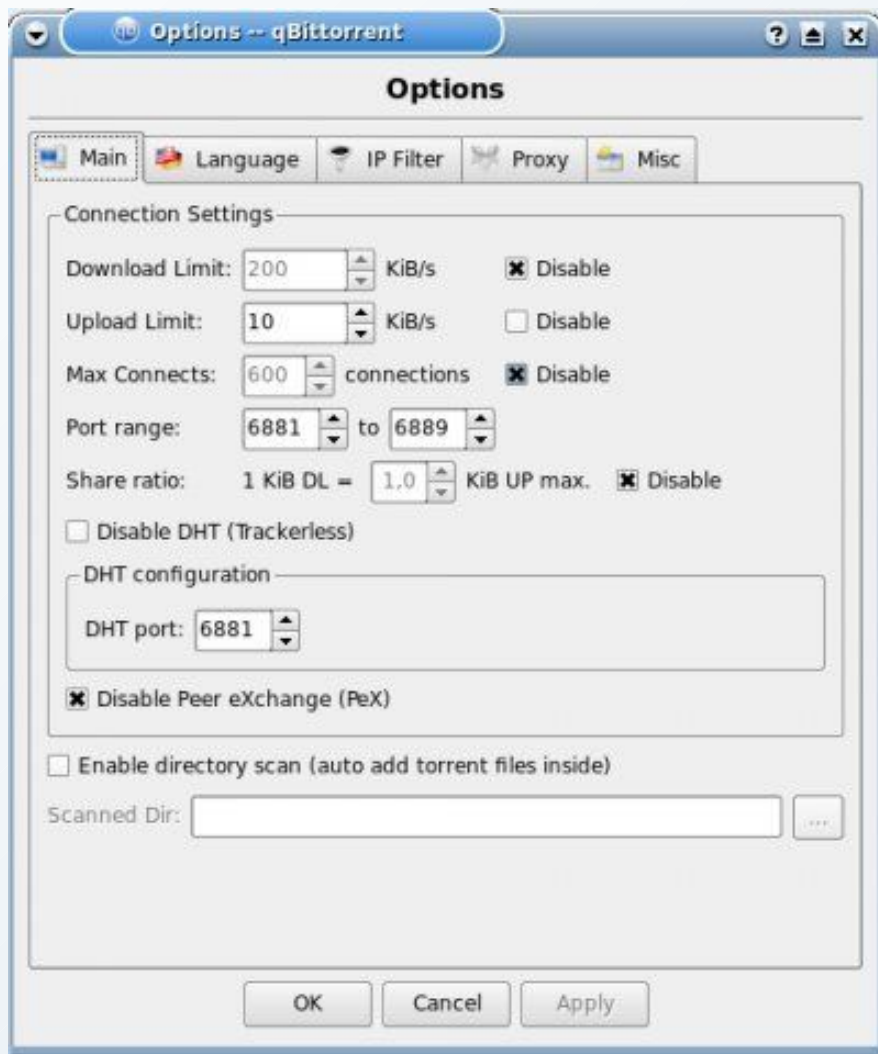 Options -- qBittorrent
Options
Main Language IP Filter Proxy Misc
Connection Settings
Download Limit: 200 KiB/s Disable
Upload Limit: 10 KiB/s Disable
Max Connects: 600 connections Disable
Port range: 6881 to 6889
Share ratio: 1 KiB DL = 1,0 KiB UP max. Disable
Disable DHT (Trackerless)
DHT configuration
DHT port: 6881
Disable Peer eXchange (PeX)
Enable directory scan (auto add torrent files inside)
Scanned Dir: ...
OK Cancel Apply